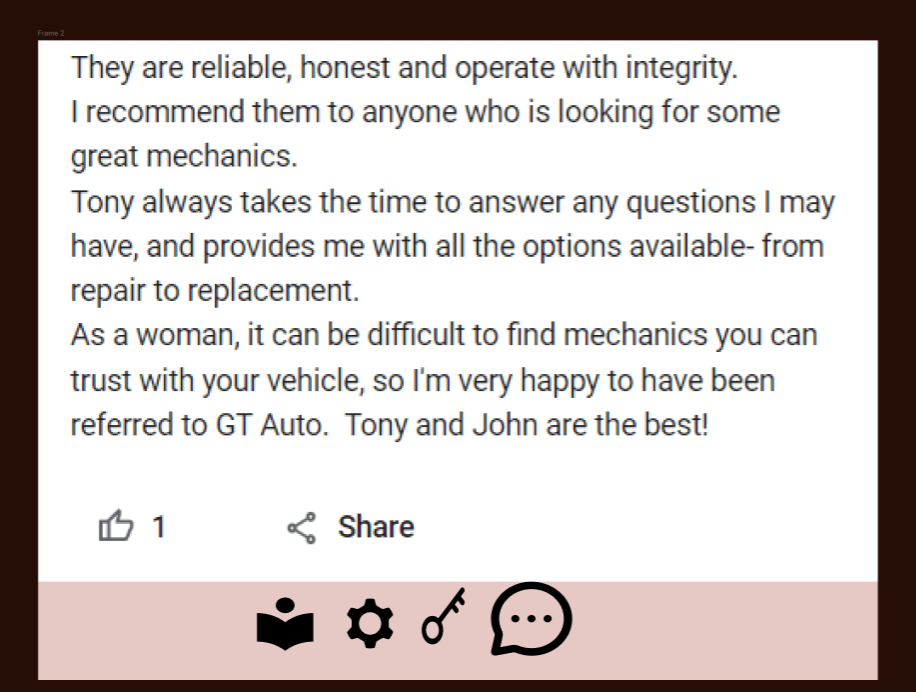 Frame 2
They are reliable, honest and operate with integrity.
I recommend them to anyone who is looking for some
great mechanics.
Tony always takes the time to answer any questions I may
have, and provides me with all the options available- from
repair to replacement.
As a woman, it can be difficult to find mechanics you can
trust with your vehicle, so I'm very happy to have been
referred to GT Auto.  Tony and John are the best!
1 Share